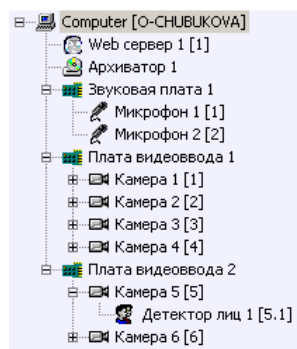 Computer [O-CHUBUKOVA]
Web сервер 1 [1]
Архиватор 1
Звуковая плата 1
Микрофон 1 [1]
Микрофон 2 [2]
Плата видеоввода 1
Камера 1 [1]
Камера 2 [2]
Камера 3 [3]
Камера 4 [4]
Плата видеоввода 2
Камера 5 [5]
Детектор лиц 1 [5.1]
Камера 6 [6]